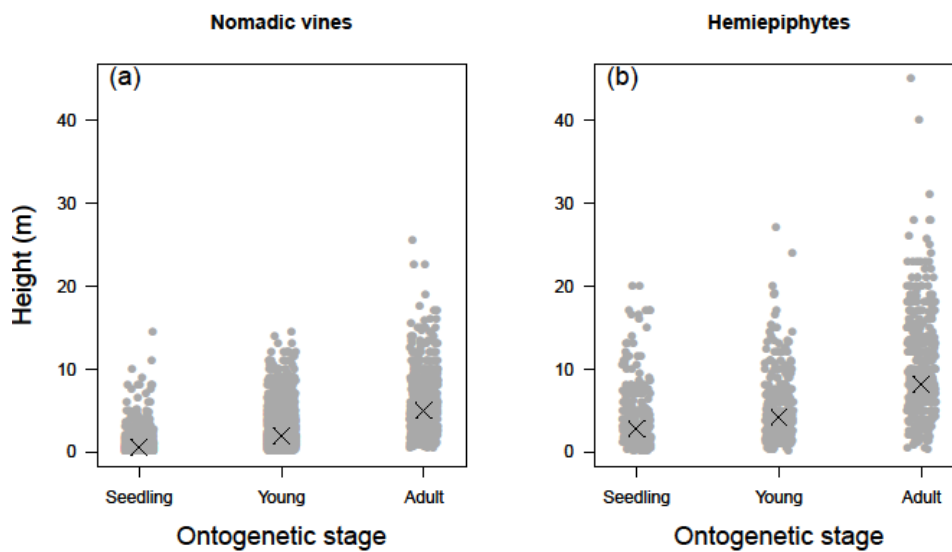 Nomadic vines
Hemiepiphytes
(a)
(b)
Height (m)
40
30
20
10
0
40
30
20
10
0
Seedling
Young
Adult
Seedling
Young
Adult
Ontogenetic stage
Ontogenetic stage